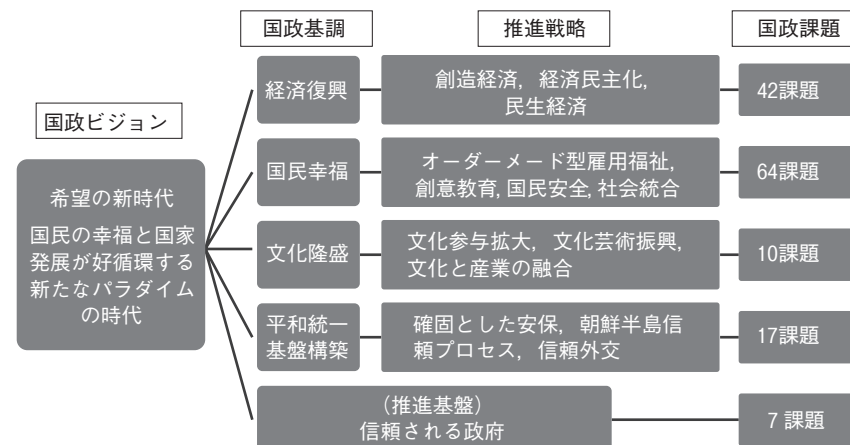 国政基調
推進戦略
国政課題
国政ビジョン
希望の新時代
国民の幸福と国家
発展が好循環する
新たなパラダイム
の時代
経済復興
創造経済，経済民主化，
民生経済
42課題
国民幸福
オーダーメード型雇用福祉，
創意教育，国民安全，社会統合
64課題
文化隆盛
文化参与拡大，文化芸術振興，
文化と産業の融合
10課題
平和統一
基盤構築
確固とした安保，朝鮮半島信
頼プロセス，信頼外交
17課題
（推進基盤）
信頼される政府
7 課題